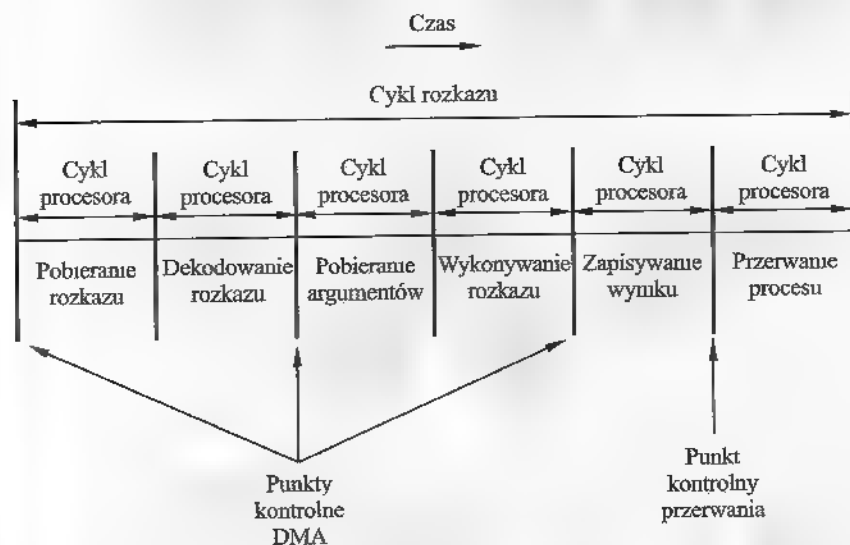 Czas
Cykl rozkazu
Cykl procesora
Cykl procesora
Cykl procesora
Cykl procesora
Cykl procesora
Cykl procesora
Pobieranie rozkazu
Dekodowanie rozkazu
Pobieranie argumentów
Wykonywanie rozkazu
Zapisywanie wyniku
Przerwanie procesu
Punkty
kontrolne
DMA
Punkt
kontrolny
przerwania